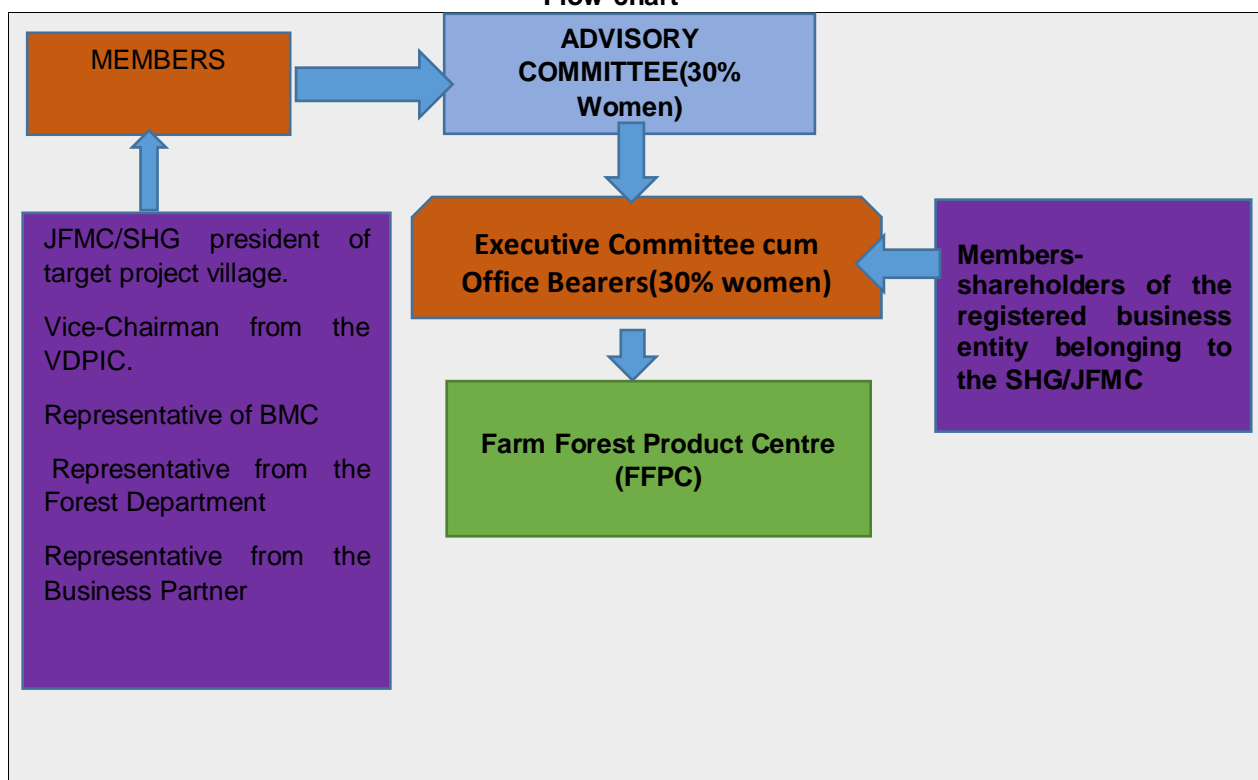 Flow chart
MEMBERS
ADVISORY
COMMITTEE(30%
Women)
JFMC/SHG president of
target project village.
Vice-Chairman from the
VDPIC.
Representative of BMC
Representative from the
Forest Department
Representative from the
Business Partner
Executive Committee cum
Office Bearers(30% women)
Members-
shareholders of the
registered business
entity belonging to
the SHG/JFMC
Farm Forest Product Centre
(FFPC)